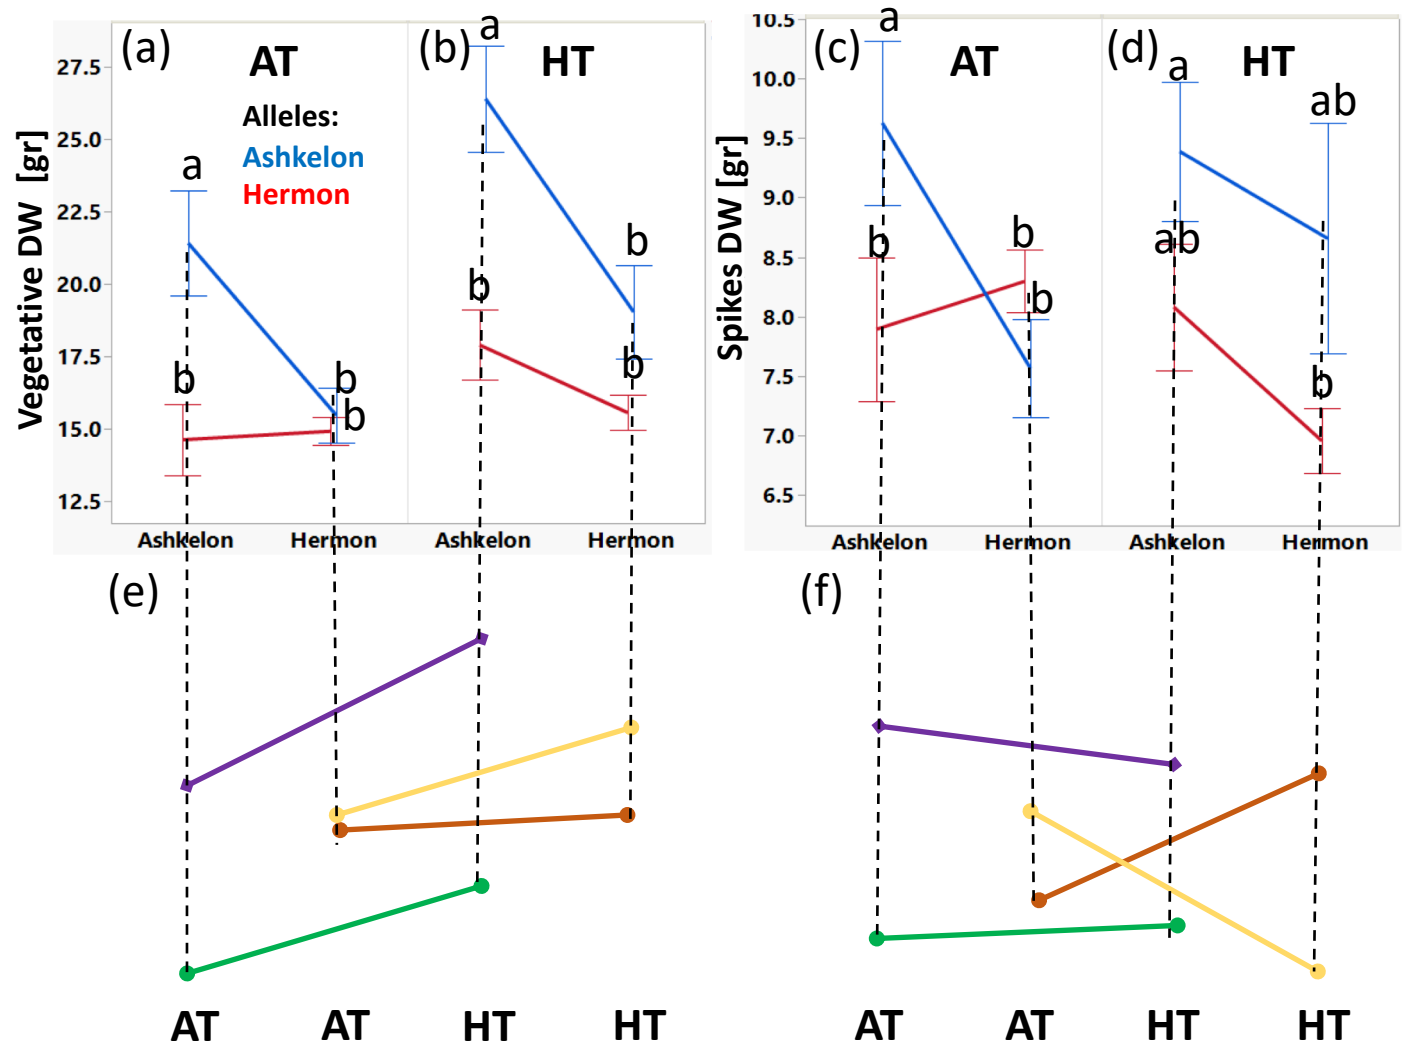 (a) AT
(b) HT
a
Alleles:
Ashkelon
Hermon
Vegetative DW [gr]
27.5
25.0
22.5
20.0
17.5
15.0
12.5
a
b
b
b
b
b
b
Ashkelon Hermon Ashkelon Hermon
(c) AT
(d) HT
Spikes DW [gr]
10.5
10.0
9.5
9.0
8.5
8.0
7.5
7.0
6.5
a
a
ab
b
b
ab
b
b
Ashkelon Hermon Ashkelon Hermon
(e)
AT AT HT HT
(f)
AT AT HT HT